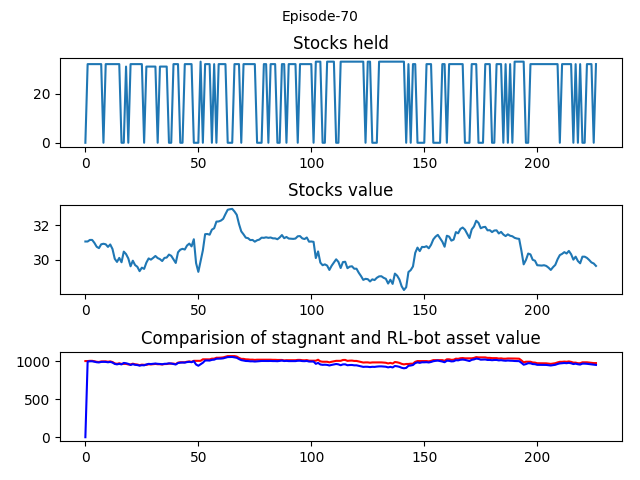 Episode-70
Stocks held
20
0
0 50 100 150 200
Stocks value
32
30
0 50 100 150 200
Comparision of stagnant and RL-bot asset value
1000
500
0
0 50 100 150 200